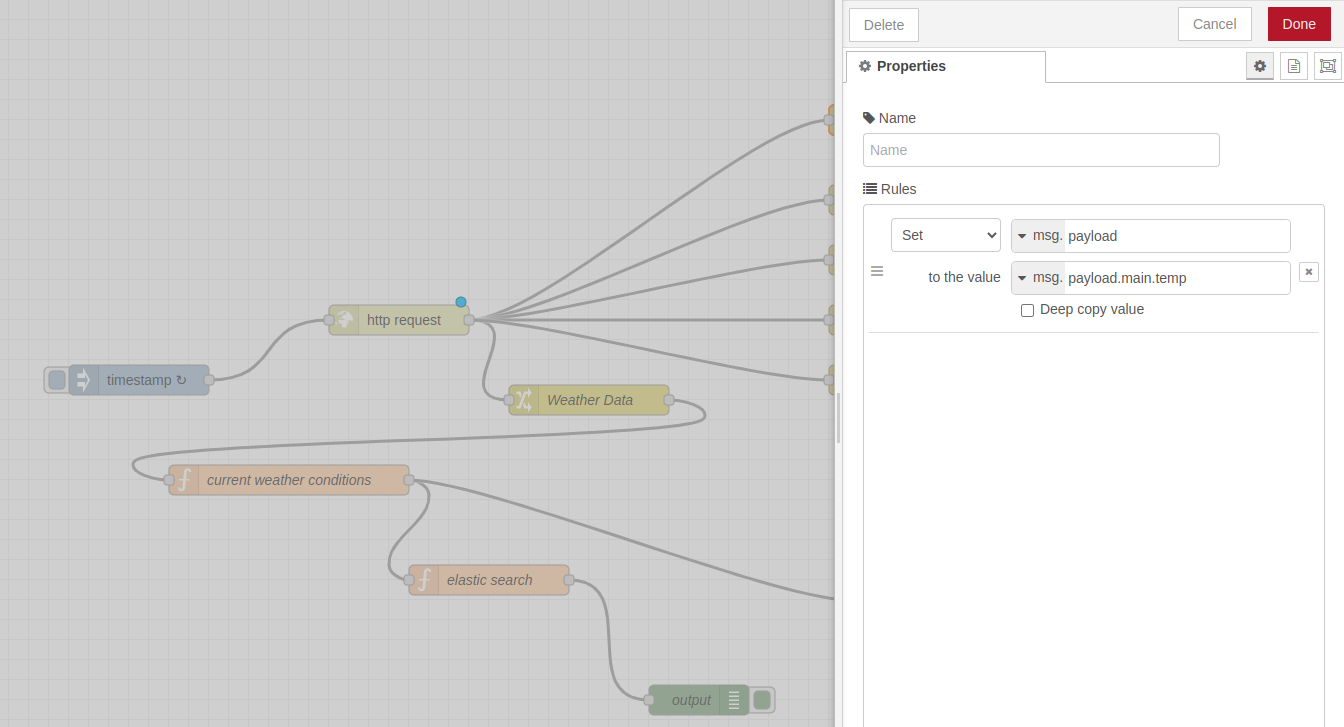 Delete
Cancel
Done
Properties
Name
Name
Rules
Set
msg. payload
to the value
msg. payload.main.temp
Deep copy value
http request
timestamp ↻
Weather Data
current weather conditions
elastic search
output